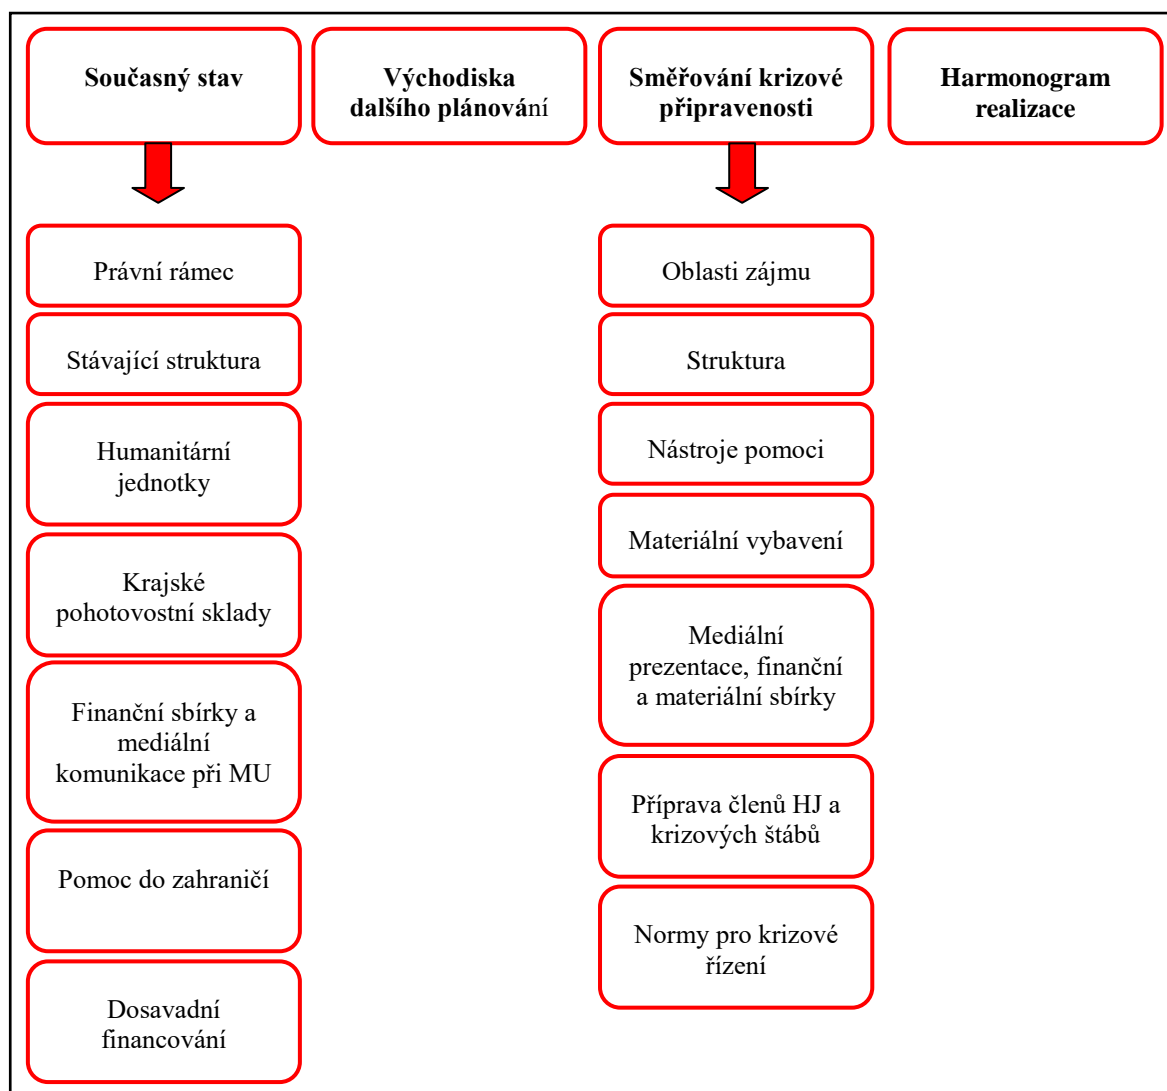 Současný stav
Východiska
dalšího plánování
Směřování krizové
připravenosti
Harmonogram
realizace
Právní rámec
Stávající struktura
Humanitární
jednotky
Krajské
pohotovostní sklady
Finanční sbírky a
mediální
komunikace při MU
Pomoc do zahraničí
Dosavadní
financování
Oblasti zájmu
Struktura
Nástroje pomoci
Materiální vybavení
Mediální
prezentace, finanční
a materiální sbírky
Příprava členů HJ a
krizových štábů
Normy pro krizové
řízení